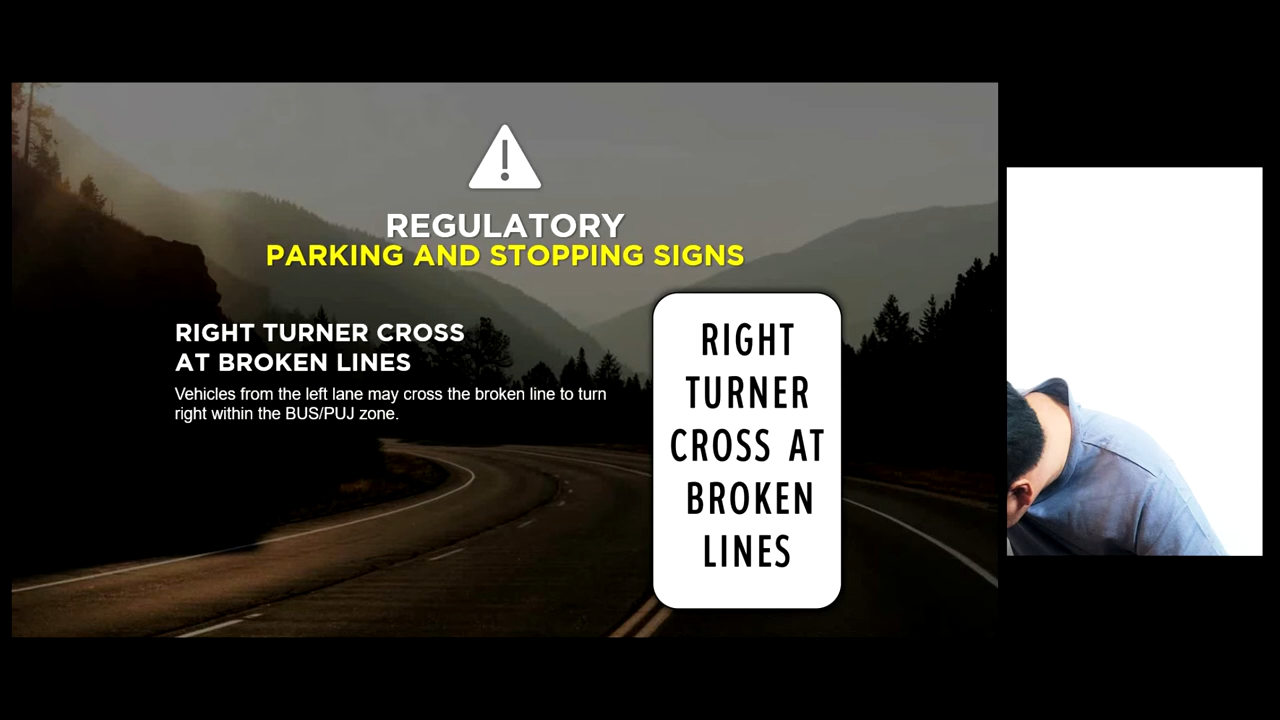 REGULATORY
PARKING AND STOPPING SIGNS
RIGHT TURNER CROSS
AT BROKEN LINES
Vehicles from the left lane may cross the broken line to turn
right within the BUS/PUJ zone.
RIGHT
TURNER
CROSS AT
BROKEN
LINES